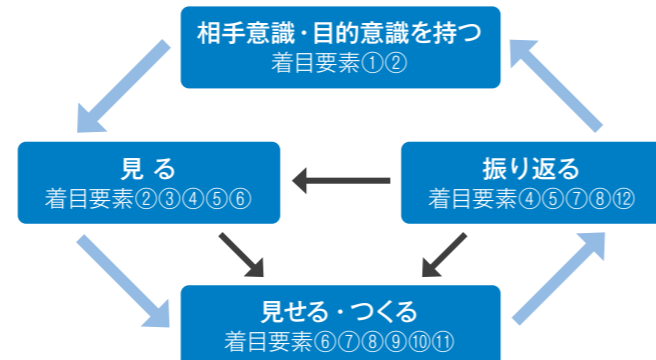 相手意識・目的意識を持つ
着目要素①②
見る
着目要素②③④⑤⑥
振り返る
着目要素④⑤⑦⑧⑫
見せる・つくる
着目要素⑥⑦⑧⑨⑩⑪